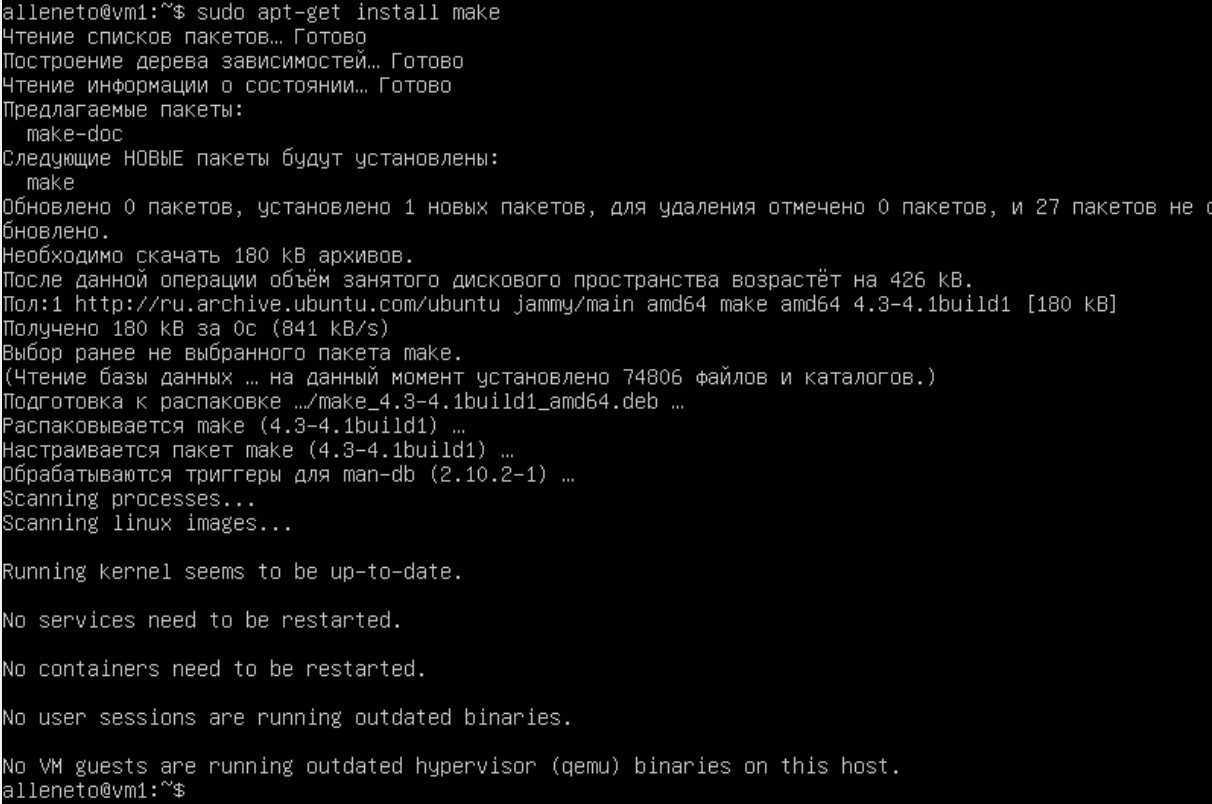 alleneto@vm1:~$ sudo apt-get install make
Чтение списков пакетов… Готово
Построение дерева зависимостей… Готово
Чтение информации о состоянии… Готово
Предлагаемые пакеты:
  make-doc
Следующие НОВЫЕ пакеты будут установлены:
  make
Обновлено 0 пакетов, установлено 1 новых пакетов, для удаления отмечено 0 пакетов, и 27 пакетов не о
бновлено.
Необходимо скачать 180 kB архивов.
После данной операции объём занятого дискового пространства возрастёт на 426 kB.
Пол:1 http://ru.archive.ubuntu.com/ubuntu jammy/main amd64 make amd64 4.3-4.1build1 [180 kB]
Получено 180 kB за 0с (841 kB/s)
Выбор ранее не выбранного пакета make.
(Чтение базы данных … на данный момент установлено 74806 файлов и каталогов.)
Подготовка к распаковке …/make_4.3-4.1build1_amd64.deb …
Распаковывается make (4.3-4.1build1) …
Настраивается пакет make (4.3-4.1build1) …
Обрабатываются триггеры для man-db (2.10.2-1) …
Scanning processes...
Scanning linux images...
Running kernel seems to be up-to-date.
No services need to be restarted.
No containers need to be restarted.
No user sessions are running outdated binaries.
No VM guests are running outdated hypervisor (qemu) binaries on this host.
alleneto@vm1:~$